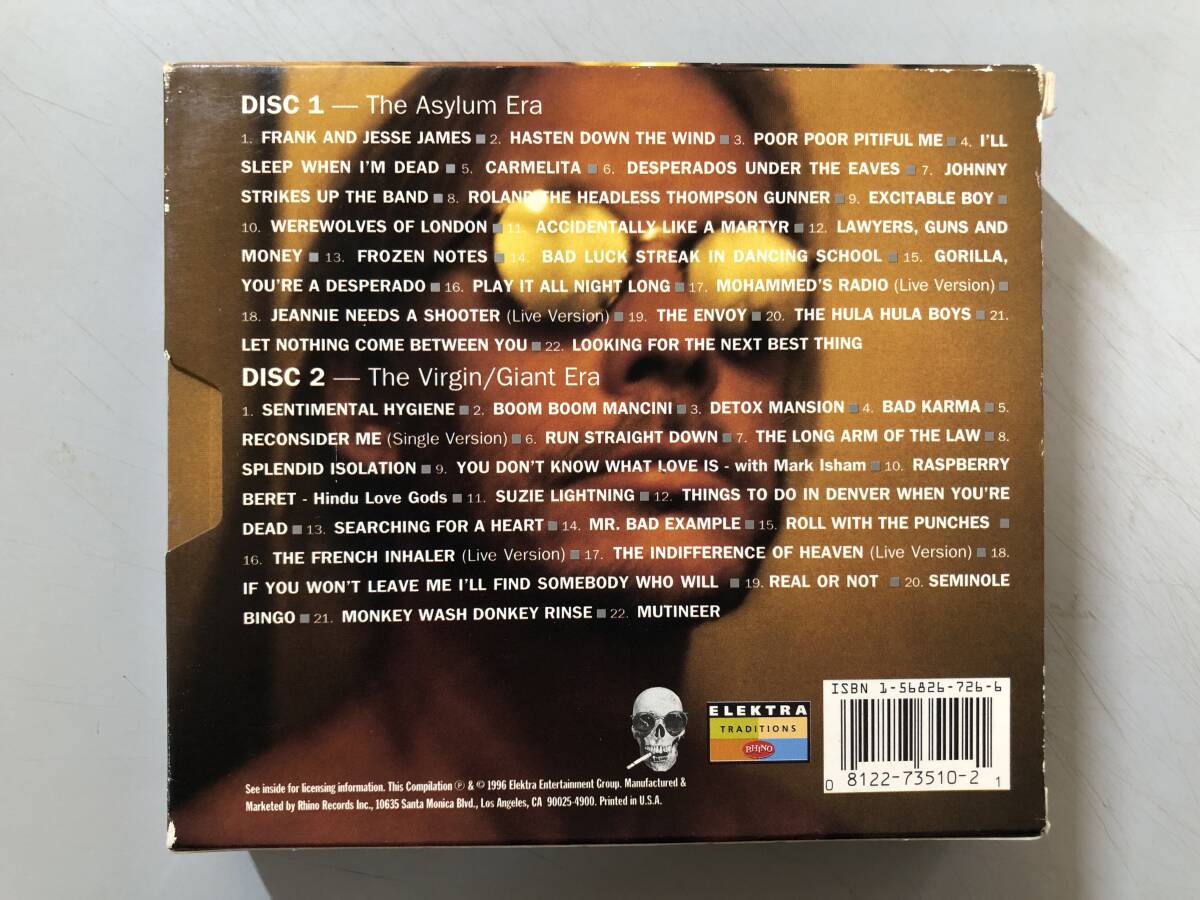 DISC 1 — The Asylum Era
1. FRANK AND JESSE JAMES ■ 2. HASTEN DOWN THE WIND ■ 3. POOR POOR PITIFUL ME ■ 4. I'LL
SLEEP WHEN I'M DEAD ■ 5. CARMELITA ■ 6. DESPERADOS UNDER THE EAVES ■ 7. JOHNNY
STRIKES UP THE BAND ■ 8. ROLAND THE HEADLESS THOMPSON GUNNER ■ 9. EXCITABLE BOY ■
10. WEREWOLVES OF LONDON ■ 11. ACCIDENTALLY LIKE A MARTYR ■ 12. LAWYERS, GUNS AND
MONEY ■ 13. FROZEN NOTES ■ 14. BAD LUCK STREAK IN DANCING SCHOOL ■ 15. GORILLA,
YOU'RE A DESPERADO ■ 16. PLAY IT ALL NIGHT LONG ■ 17. MOHAMMED'S RADIO (Live Version) ■
18. JEANNIE NEEDS A SHOOTER (Live Version) ■ 19. THE ENVOY ■ 20. THE HULA HULA BOYS ■ 21.
LET NOTHING COME BETWEEN YOU ■ 22. LOOKING FOR THE NEXT BEST THING
DISC 2 — The Virgin/Giant Era
1. SENTIMENTAL HYGIENE ■ 2. BOOM BOOM MANCINI ■ 3. DETOX MANSION ■ 4. BAD KARMA ■ 5.
RECONSIDER ME (Single Version) ■ 6. RUN STRAIGHT DOWN ■ 7. THE LONG ARM OF THE LAW ■ 8.
SPLENDID ISOLATION ■ 9. YOU DON'T KNOW WHAT LOVE IS - with Mark Isham ■ 10. RASPBERRY
BERET - Hindu Love Gods ■ 11. SUZIE LIGHTNING ■ 12. THINGS TO DO IN DENVER WHEN YOU'RE
DEAD ■ 13. SEARCHING FOR A HEART ■ 14. MR. BAD EXAMPLE ■ 15. ROLL WITH THE PUNCHES ■
16. THE FRENCH INHALER (Live Version) ■ 17. THE INDIFFERENCE OF HEAVEN (Live Version) ■ 18.
IF YOU WON'T LEAVE ME I'LL FIND SOMEBODY WHO WILL ■ 19. REAL OR NOT ■ 20. SEMINOLE
BINGO ■ 21. MONKEY WASH DONKEY RINSE ■ 22. MUTINEER
ISBN 1-56826-726-6
ELEKTRA
TRADITIONS
RHINO
0 8122-73510-2 1
See inside for licensing information. This Compilation ℗ & © 1996 Elektra Entertainment Group. Manufactured &
Marketed by Rhino Records Inc., 10635 Santa Monica Blvd., Los Angeles, CA 90025-4900. Printed in U.S.A.